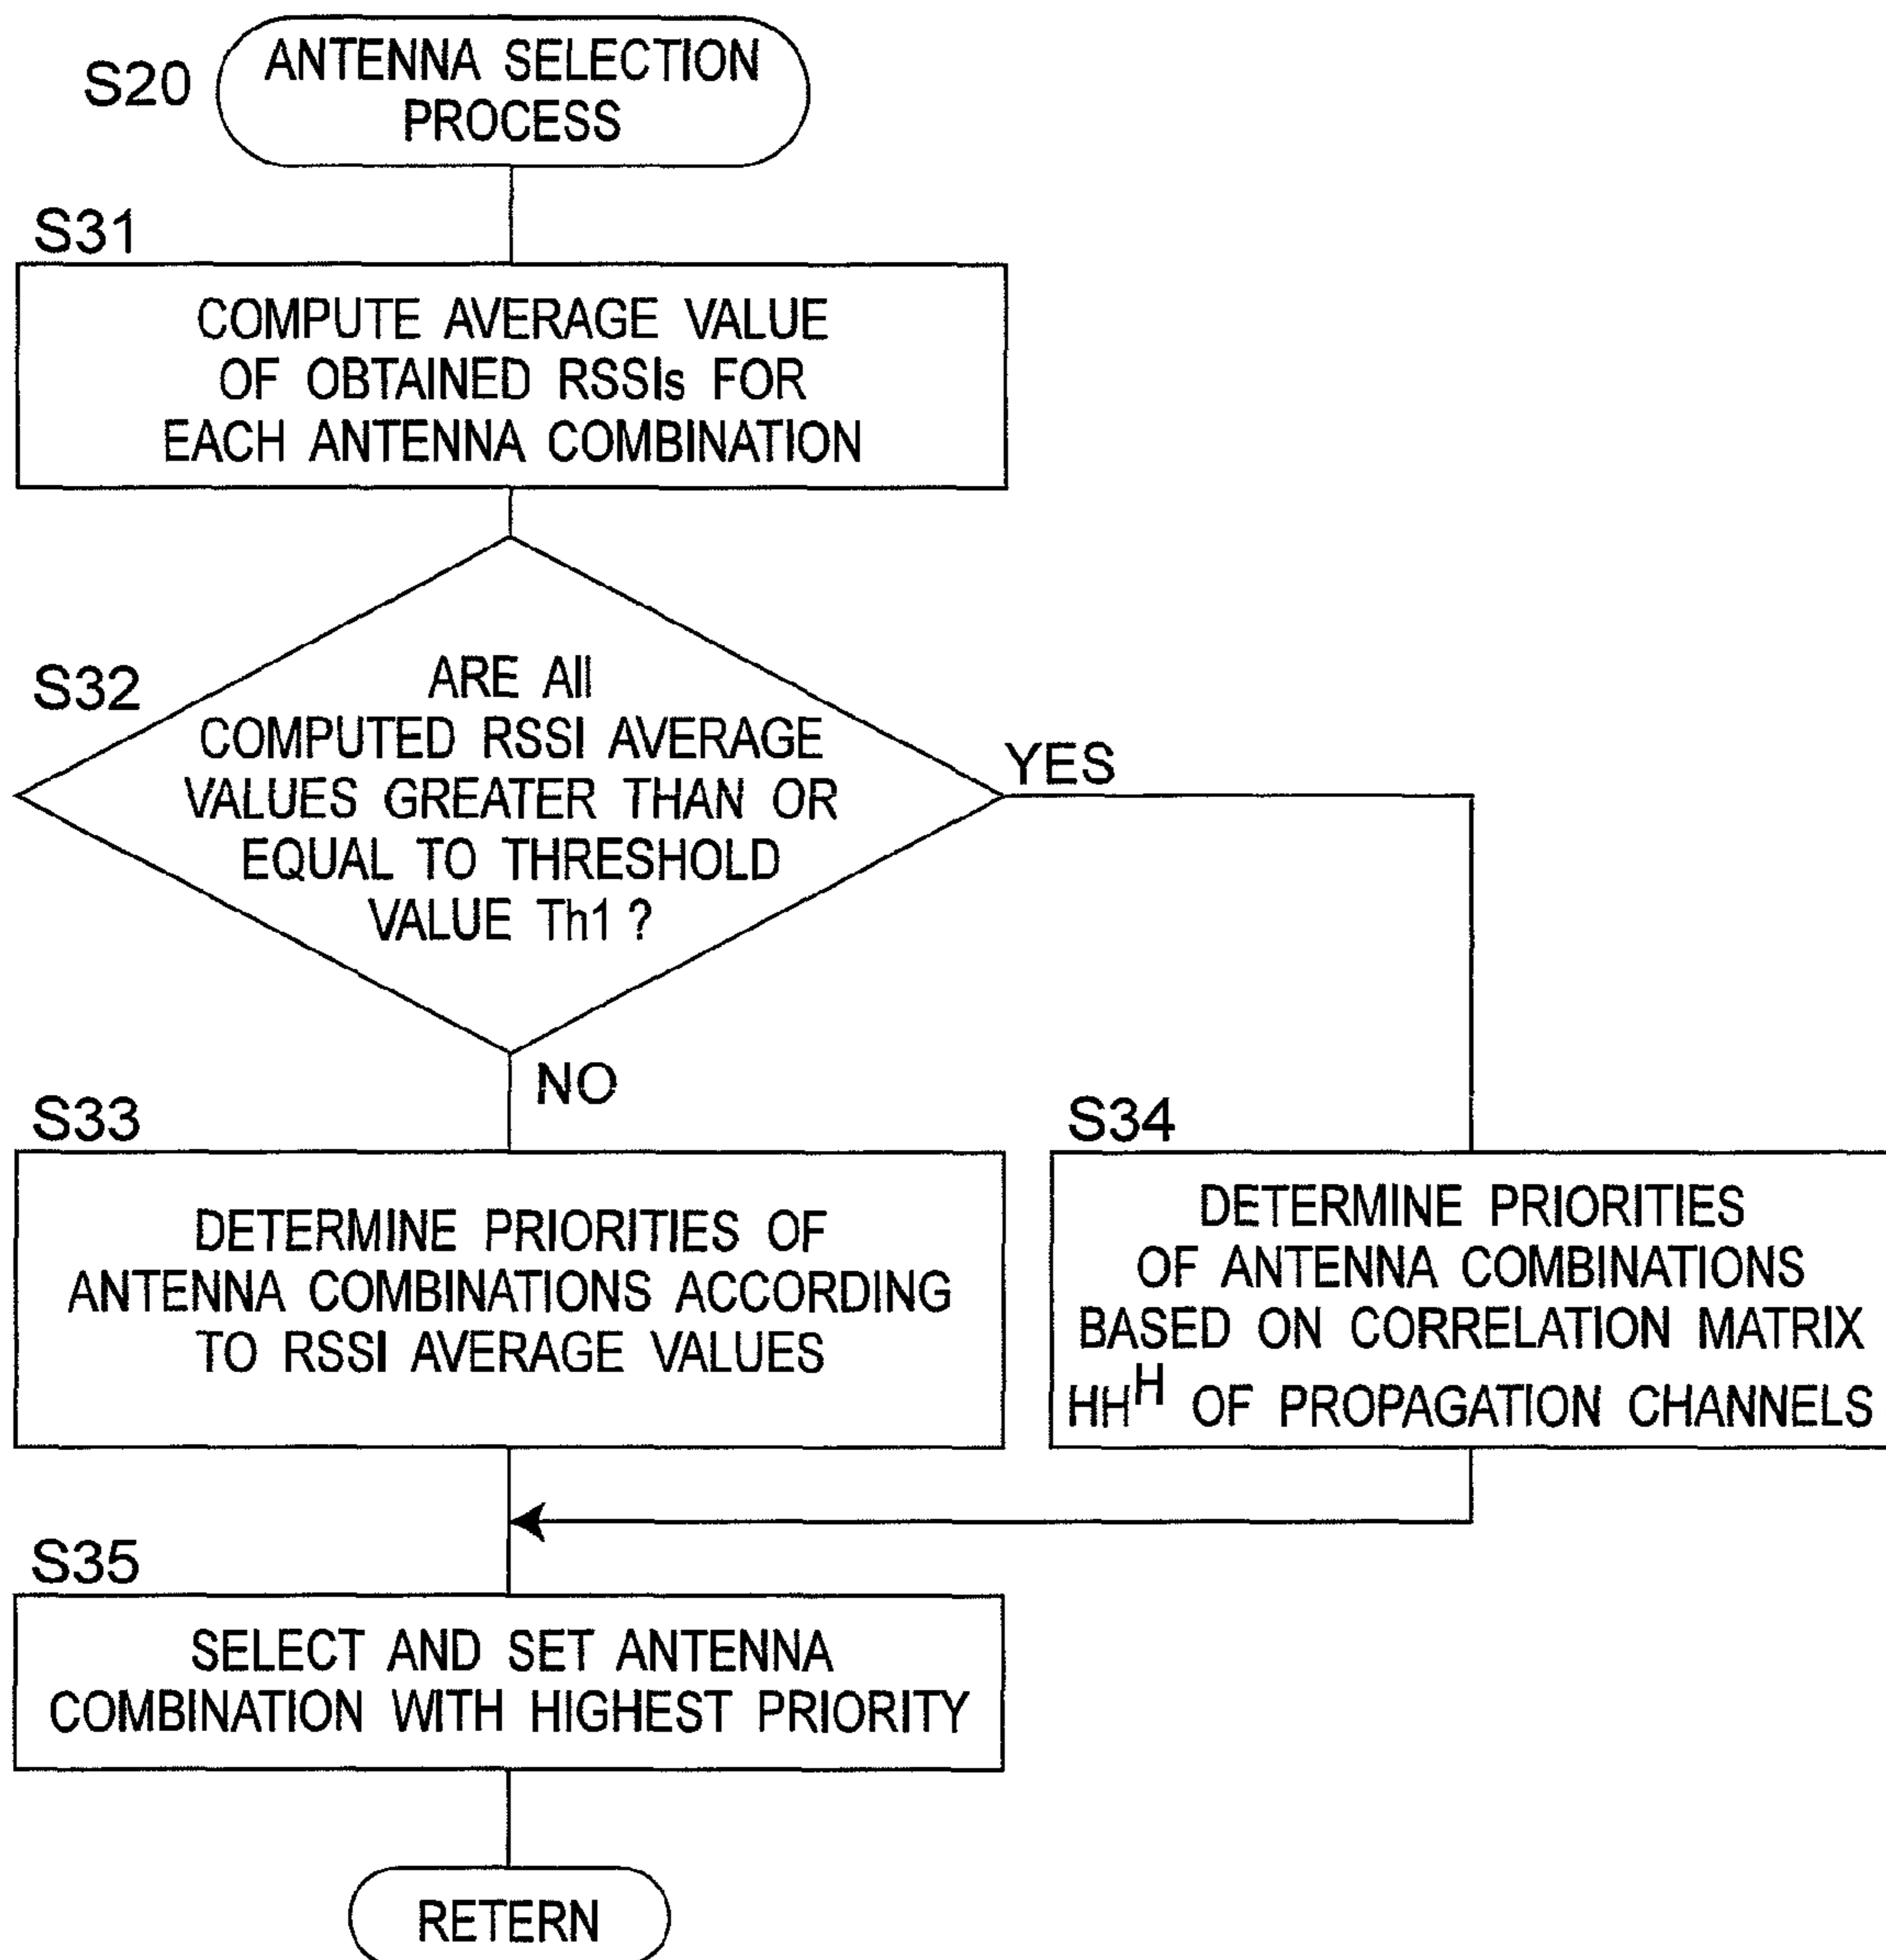 S20
ANTENNA SELECTION
PROCESS
S31
COMPUTE AVERAGE VALUE
OF OBTAINED RSSIs FOR
EACH ANTENNA COMBINATION
S32
ARE All
COMPUTED RSSI AVERAGE
VALUES GREATER THAN OR
EQUAL TO THRESHOLD
VALUE Th1 ?
YES
NO
S33
DETERMINE PRIORITIES OF
ANTENNA COMBINATIONS ACCORDING
TO RSSI AVERAGE VALUES
S34
DETERMINE PRIORITIES
OF ANTENNA COMBINATIONS
BASED ON CORRELATION MATRIX
HH^H OF PROPAGATION CHANNELS
S35
SELECT AND SET ANTENNA
COMBINATION WITH HIGHEST PRIORITY
RETERN